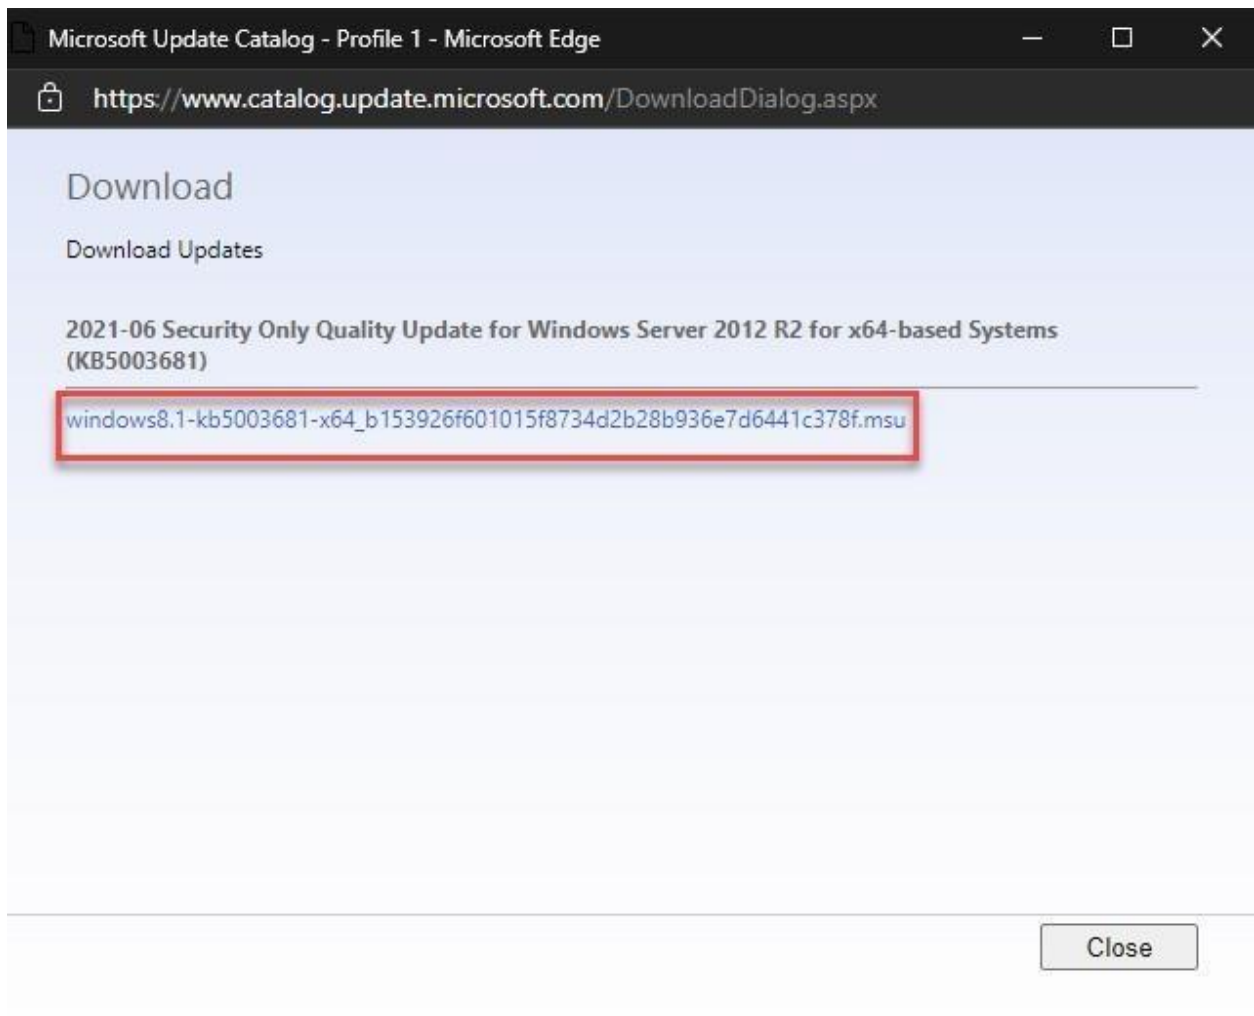 Microsoft Update Catalog - Profile 1 - Microsoft Edge
https://www.catalog.update.microsoft.com/DownloadDialog.aspx
Download
Download Updates
2021-06 Security Only Quality Update for Windows Server 2012 R2 for x64-based Systems
(KB5003681)
windows8.1-kb5003681-x64_b153926f601015f8734d2b28b936e7d6441c378f.msu
Close